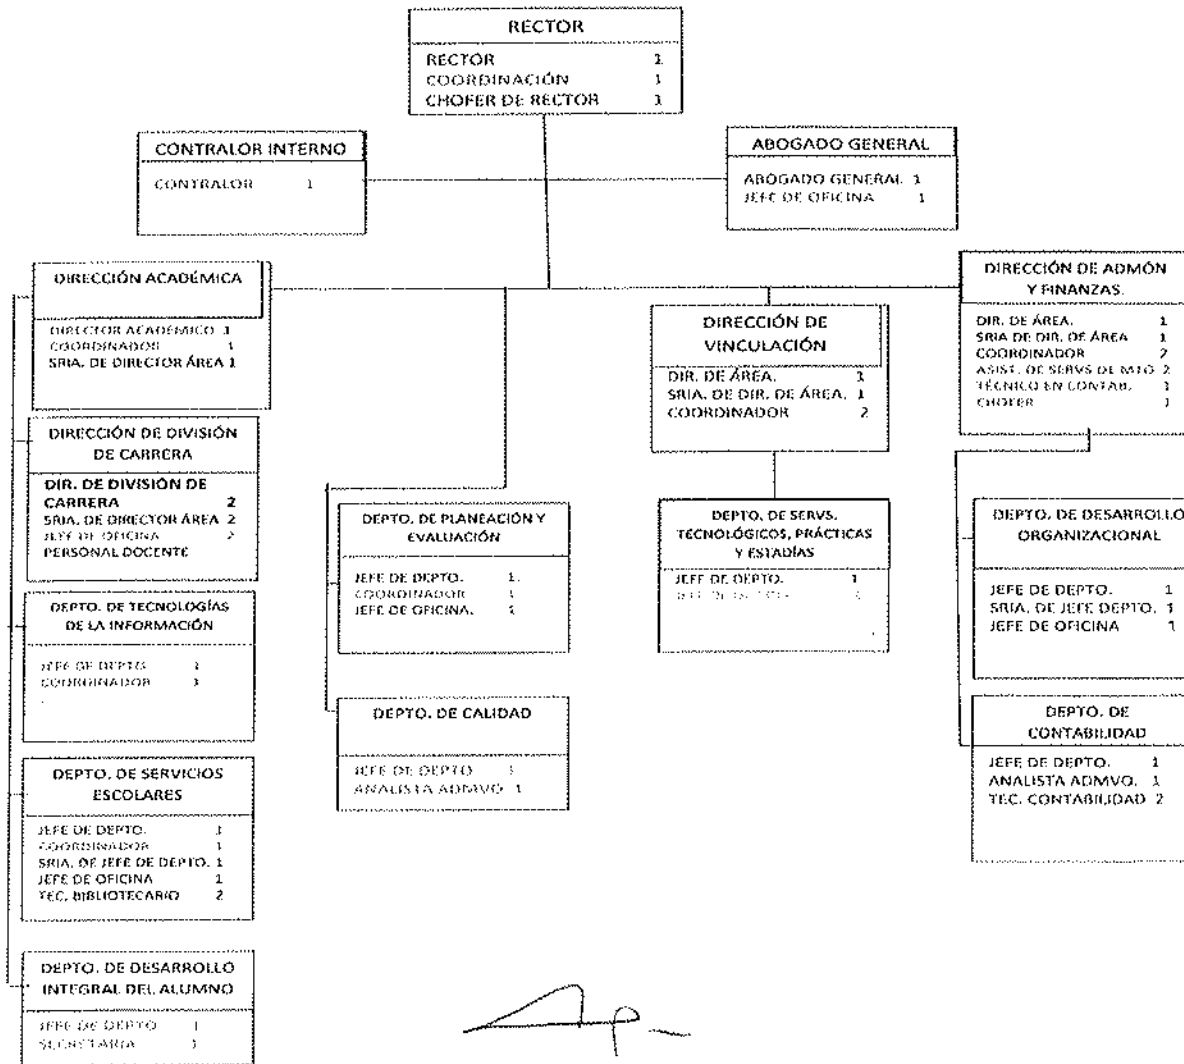 RECTOR
RECTOR 1
COORDINACIÓN 1
CHOFER DE RECTOR 1
CONTRALOR INTERNO
CONTRALOR 1
ABOGADO GENERAL
ABOGADO GENERAL 1
JEFE DE OFICINA 1
DIRECCIÓN ACADÉMICA
DIRECTOR ACADÉMICO 1
COORDINADOR 1
SRIA. DE DIRECTOR ÁREA 1
DIRECCIÓN DE DIVISIÓN
DE CARRERA
DIR. DE DIVISIÓN DE
CARRERA 2
SRIA. DE DIRECTOR ÁREA 2
JEFE DE OFICINA 2
PERSONAL DOCENTE
DEPTO. DE TECNOLOGÍAS
DE LA INFORMACIÓN
JEFE DE DEPTO 1
COORDINADOR 1
DEPTO. DE SERVICIOS
ESCOLARES
JEFE DE DEPTO. 1
COORDINADOR 1
SRIA. DE JEFE DE DEPTO. 1
JEFE DE OFICINA 1
TEC. BIBLIOTECARIO 2
DEPTO. DE DESARROLLO
INTEGRAL DEL ALUMNO
JEFE DE DEPTO 1
SECRETARIA 1
DEPTO. DE PLANEACIÓN Y
EVALUACIÓN
JEFE DE DEPTO. 1.
COORDINADOR 1
JEFE DE OFICINA. 1
DEPTO. DE CALIDAD
JEFE DE DEPTO 1
ANALISTA ADMVO 1
DIRECCIÓN DE
VINCULACIÓN
DIR. DE ÁREA. 1
SRIA. DE DIR. DE ÁREA. 1
COORDINADOR 2
DEPTO. DE SERVS.
TECNOLÓGICOS, PRÁCTICAS
Y ESTADÍAS
JEFE DE DEPTO. 1
DIRECCIÓN DE ADMÓN
Y FINANZAS.
DIR. DE ÁREA. 1
SRIA DE DIR. DE ÁREA 1
COORDINADOR 2
ASIST. DE SERVS DE MTO 2
TÉCNICO EN CONTAB. 1
CHOFER 1
DEPTO. DE DESARROLLO
ORGANIZACIONAL
JEFE DE DEPTO. 1
SRIA. DE JEFE DEPTO. 1
JEFE DE OFICINA 1
DEPTO. DE
CONTABILIDAD
JEFE DE DEPTO. 1
ANALISTA ADMVO. 1
TEC. CONTABILIDAD 2